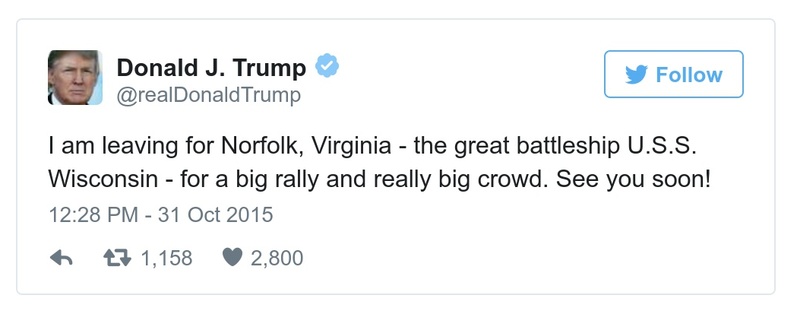 Donald J. Trump
@realDonaldTrump
Follow
I am leaving for Norfolk, Virginia - the great battleship U.S.S.
Wisconsin - for a big rally and really big crowd. See you soon!
12:28 PM - 31 Oct 2015
1,158 2,800